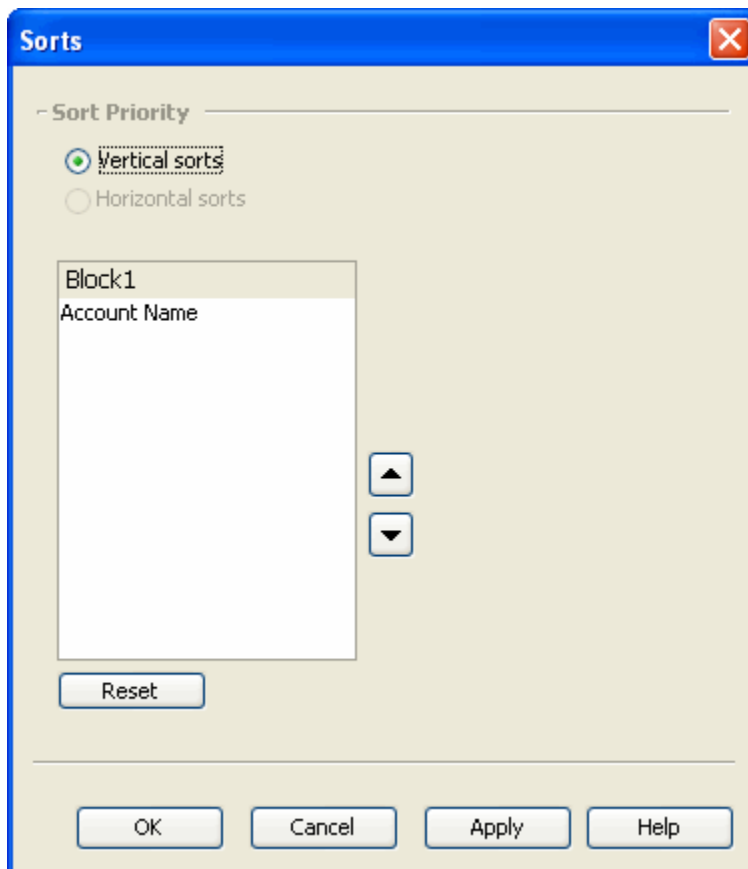 Sorts
Sort Priority
Vertical sorts
Horizontal sorts
Block1
Account Name
Reset
OK Cancel Apply Help